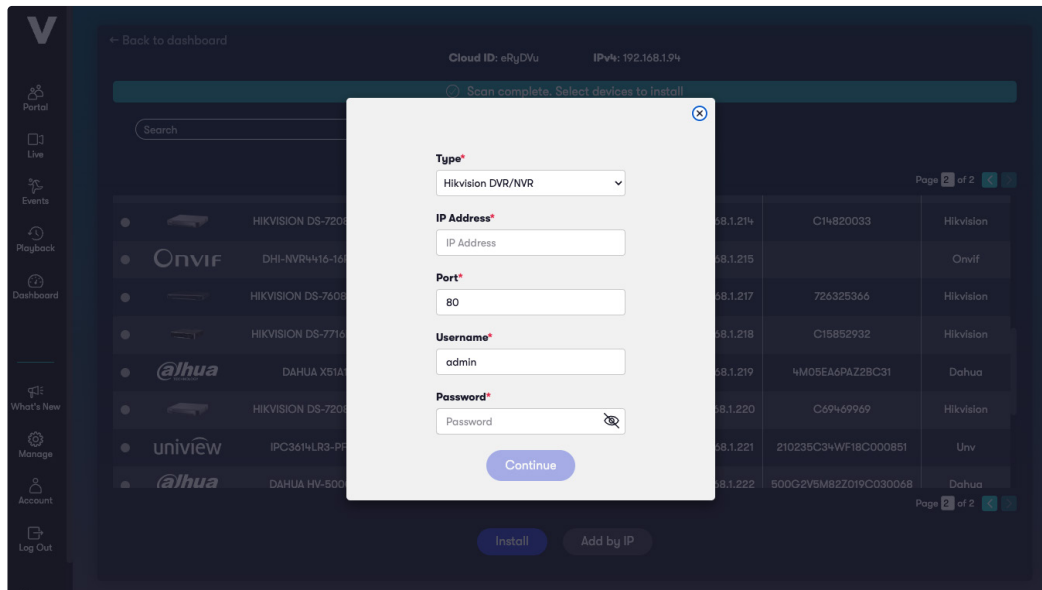 V
Portal
Live
Events
Playback
Dashboard
What's New
Manage
Account
Log Out
← Back to dashboard
Cloud ID: eRyDVu IPv4: 192.168.1.94
Scan complete. Select devices to install
Search
Page 2 of 2
HIKVISION DS-720 68.1.214 C14820033 Hikvision
ONVIF DHI-NVR4416-16 68.1.215 Onvif
HIKVISION DS-7608 68.1.217 726325366 Hikvision
HIKVISION DS-7716 68.1.218 C15852932 Hikvision
alhua DAHUA X51A 68.1.219 4M05EA6PAZ2BC31 Dahua
HIKVISION DS-720 68.1.220 C69469969 Hikvision
uniview IPC3614LR3-PF 68.1.221 210235C34WF18C000851 Unv
alhua DAHUA HV-500 68.1.222 500G2V5M82Z019C030068 Dahua
Page 2 of 2
Install Add by IP
Type*
Hikvision DVR/NVR
IP Address*
IP Address
Port*
80
Username*
admin
Password*
Password
Continue